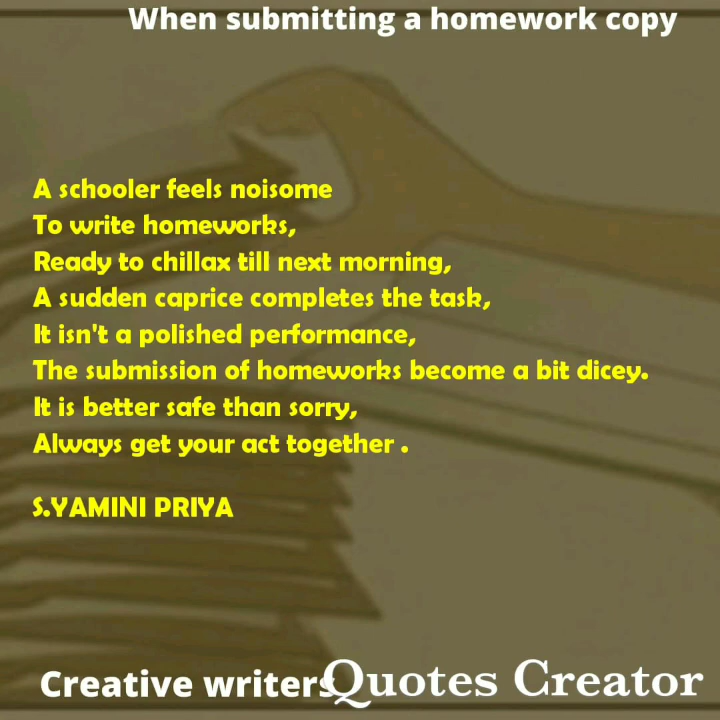 When submitting a homework copy
A schooler feels noisome
To write homeworks,
Ready to chillax till next morning,
A sudden caprice completes the task,
It isn't a polished performance,
The submission of homeworks become a bit dicey.
It is better safe than sorry,
Always get your act together .
S.YAMINI PRIYA
Creative writers Quotes Creator